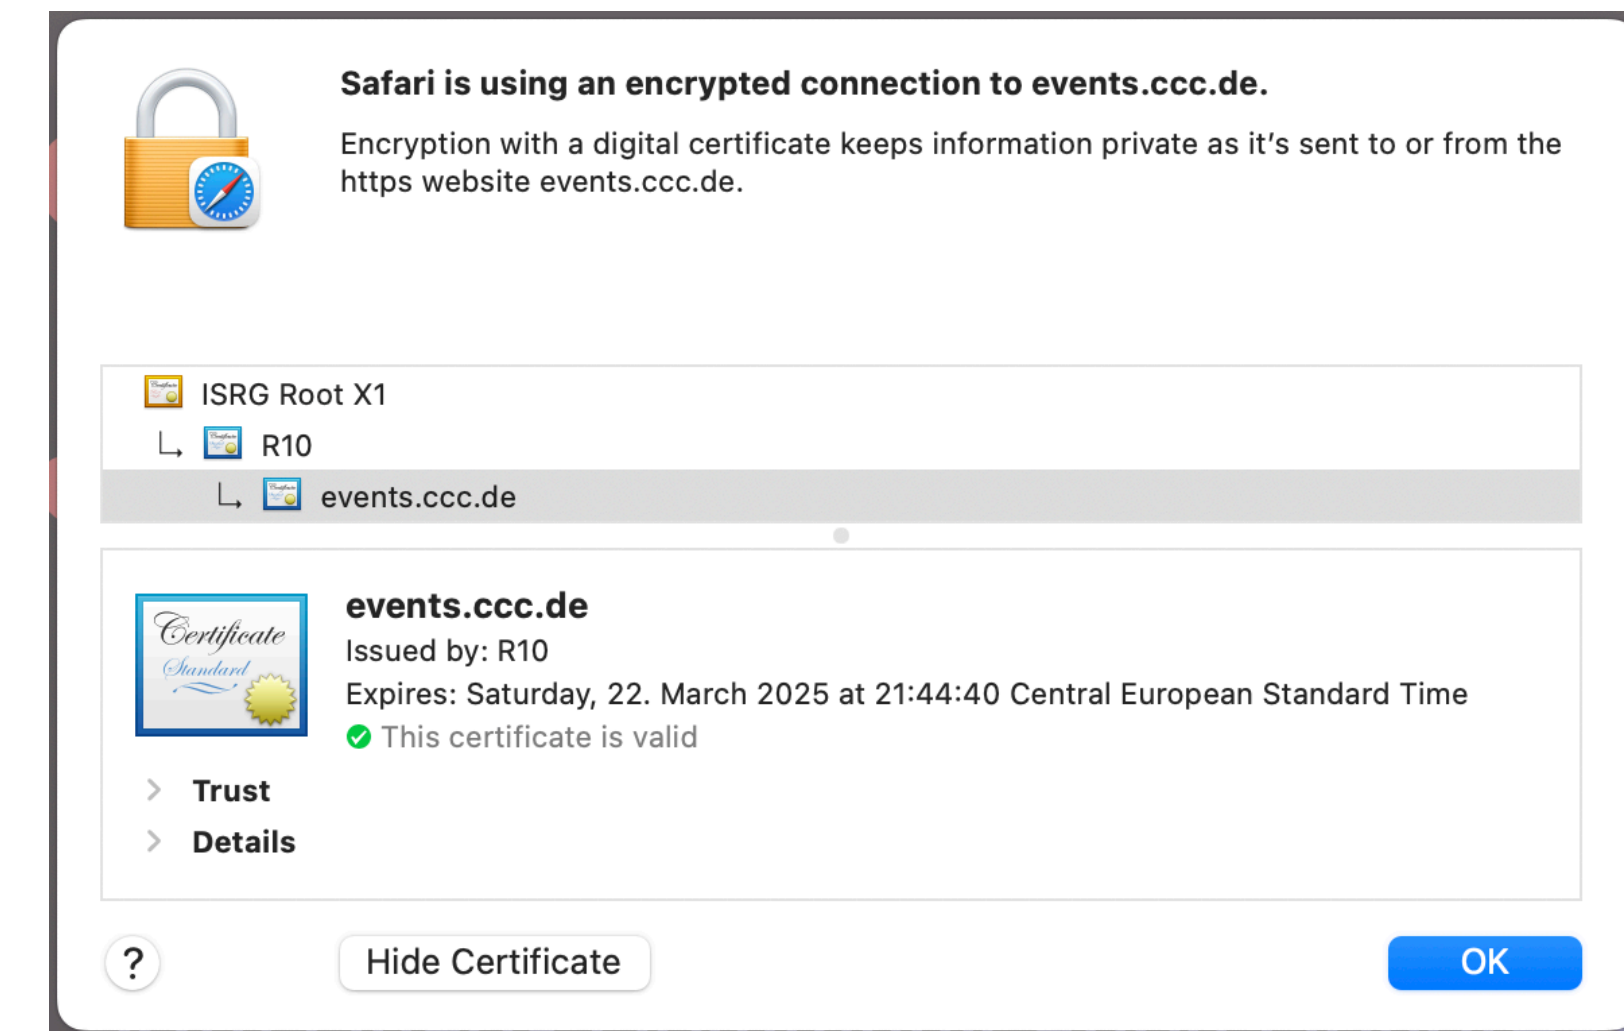 Safari is using an encrypted connection to events.ccc.de.
Encryption with a digital certificate keeps information private as it’s sent to or from the
https website events.ccc.de.
ISRG Root X1
R10
events.ccc.de
Certificate
Standard
events.ccc.de
Issued by: R10
Expires: Saturday, 22. March 2025 at 21:44:40 Central European Standard Time
This certificate is valid
Trust
Details
?
Hide Certificate
OK